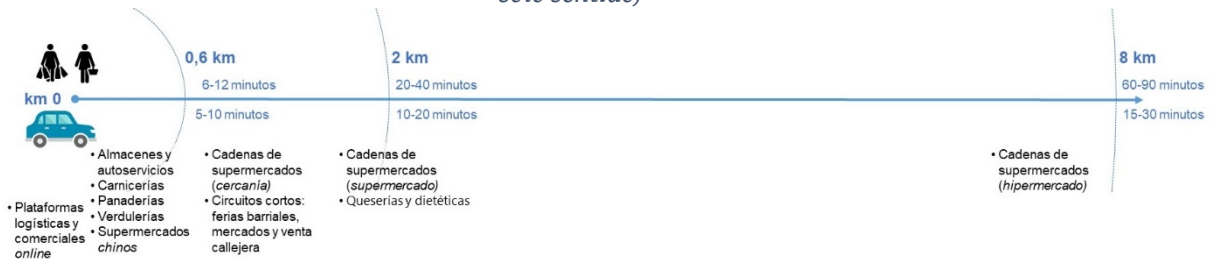 solo sentido)
0,6 km
2 km
8 km
6-12 minutos
20-40 minutos
60-90 minutos
km 0
5-10 minutos
10-20 minutos
15-30 minutos
• Plataformas
logísticas y
comerciales
online
• Almacenes y
autoservicios
• Carnicerías
• Panaderías
• Verdulerías
• Supermercados
chinos
• Cadenas de
supermercados
(cercanía)
• Circuitos cortos:
ferias barriales,
mercados y venta
callejera
• Cadenas de
supermercados
(supermercado)
• Queserías y dietéticas
• Cadenas de
supermercados
(hipermercado)